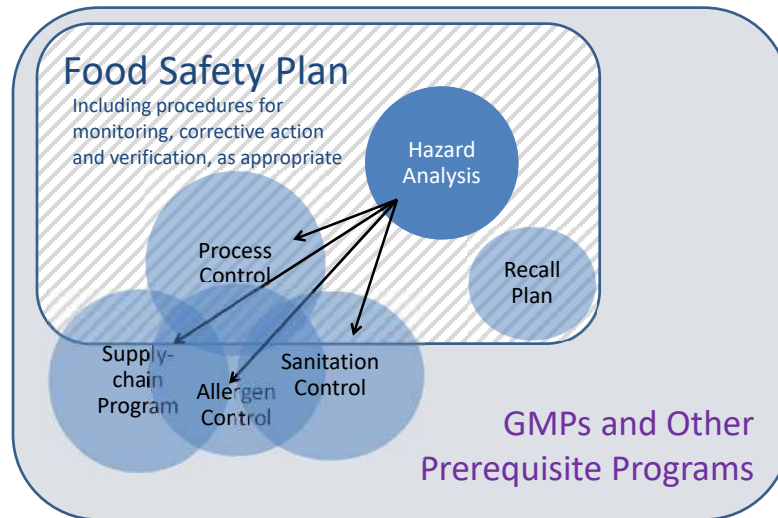 Food Safety Plan
Including procedures for
monitoring, corrective action
and verification, as appropriate
Hazard
Analysis
Process
Control
Recall
Plan
Supply-
chain
Program
Allergen
Control
Sanitation
Control
GMPs and Other
Prerequisite Programs